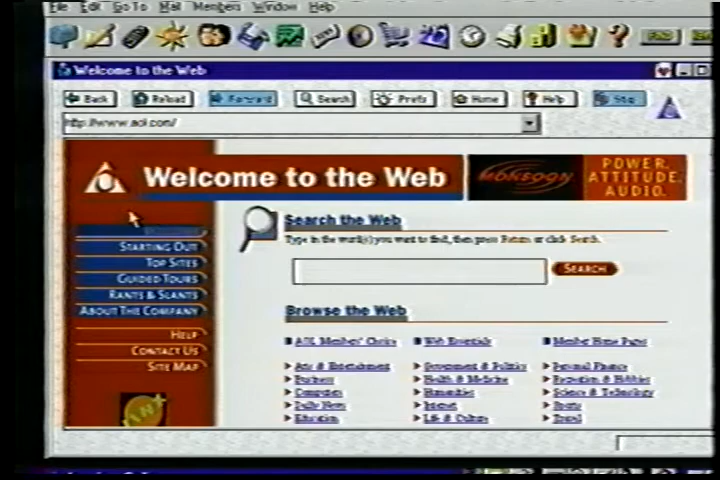 File Edit Go To Mail Members Window Help
Find
Welcome to the Web
Back Reload Forward Search Prefs Home Help Stop
http://www.aol.com/
Welcome to the Web
MONSOON
POWER.
ATTITUDE.
AUDIO.
STARTING OUT
TOP SITES
GUIDED TOURS
RANTS & SLANTS
ABOUT THE COMPANY
HELP
CONTACT US
SITE MAP
Search the Web
Type in the word(s) you want to find, then press Return or click Search.
SEARCH
Browse the Web
AOL Members' Choice Web Essentials Member Home Pages
Arts & Entertainment Government & Politics Personal Finance
Business Health & Medicine Recreation & Hobbies
Computers Humanities Science & Technology
Daily News Internet Sports
Education Life & Culture Travel